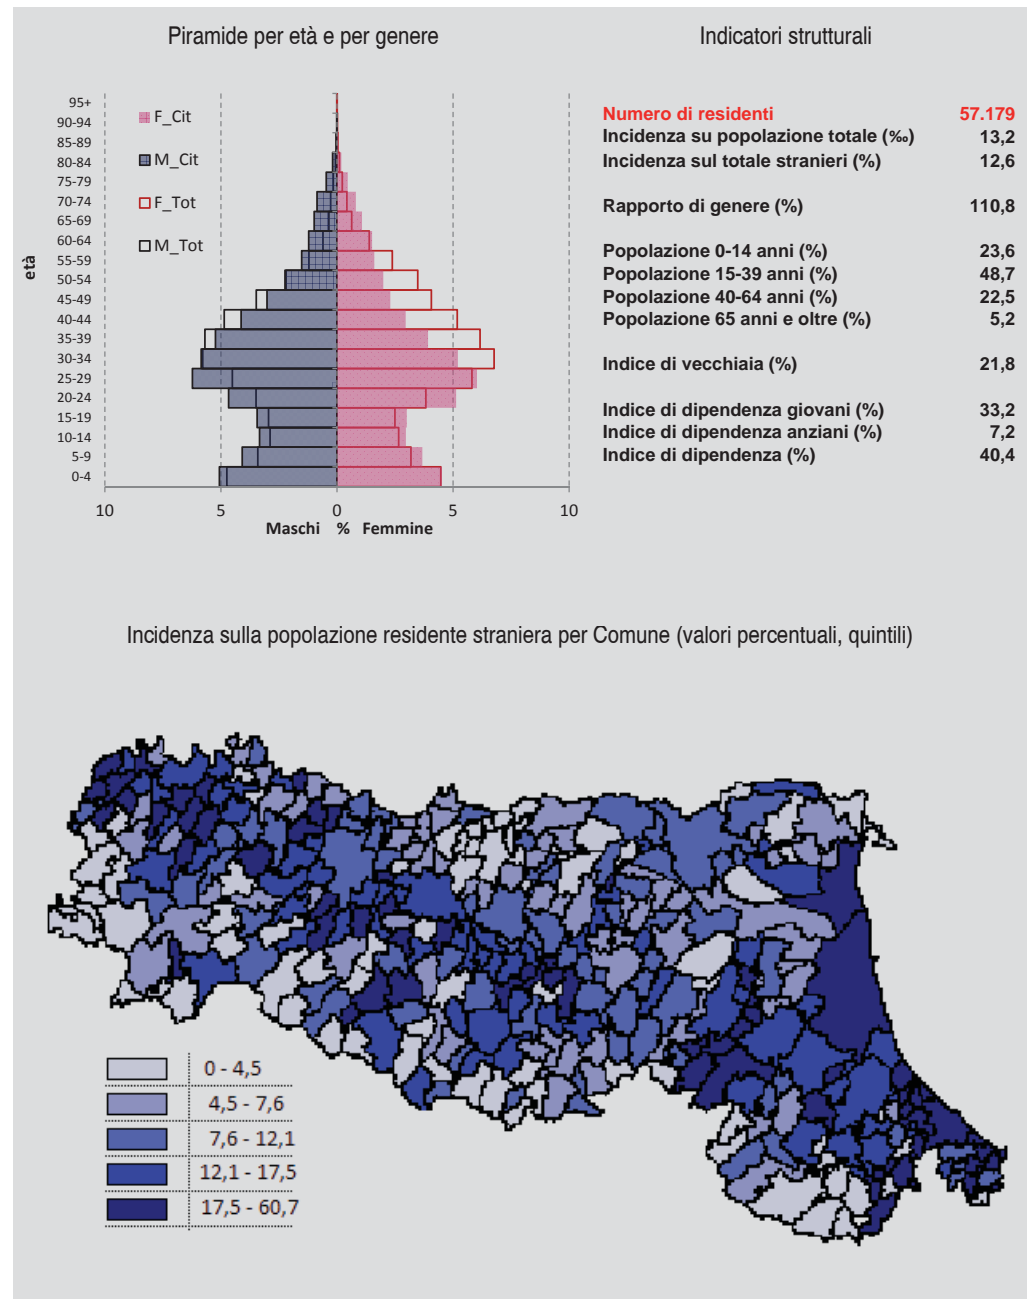 Piramide per età e per genere
95+
90-94
85-89
80-84
75-79
70-74
65-69
60-64
55-59
50-54
45-49
40-44
35-39
30-34
25-29
20-24
15-19
10-14
5-9
0-4
età
F_Cit
M_Cit
F_Tot
M_Tot
10 5 0 5 10
Maschi % Femmine
Indicatori strutturali
Numero di residenti 57.179
Incidenza su popolazione totale (‰) 13,2
Incidenza sul totale stranieri (%) 12,6
Rapporto di genere (%) 110,8
Popolazione 0-14 anni (%) 23,6
Popolazione 15-39 anni (%) 48,7
Popolazione 40-64 anni (%) 22,5
Popolazione 65 anni e oltre (%) 5,2
Indice di vecchiaia (%) 21,8
Indice di dipendenza giovani (%) 33,2
Indice di dipendenza anziani (%) 7,2
Indice di dipendenza (%) 40,4
Incidenza sulla popolazione residente straniera per Comune (valori percentuali, quintili)
0 - 4,5
4,5 - 7,6
7,6 - 12,1
12,1 - 17,5
17,5 - 60,7